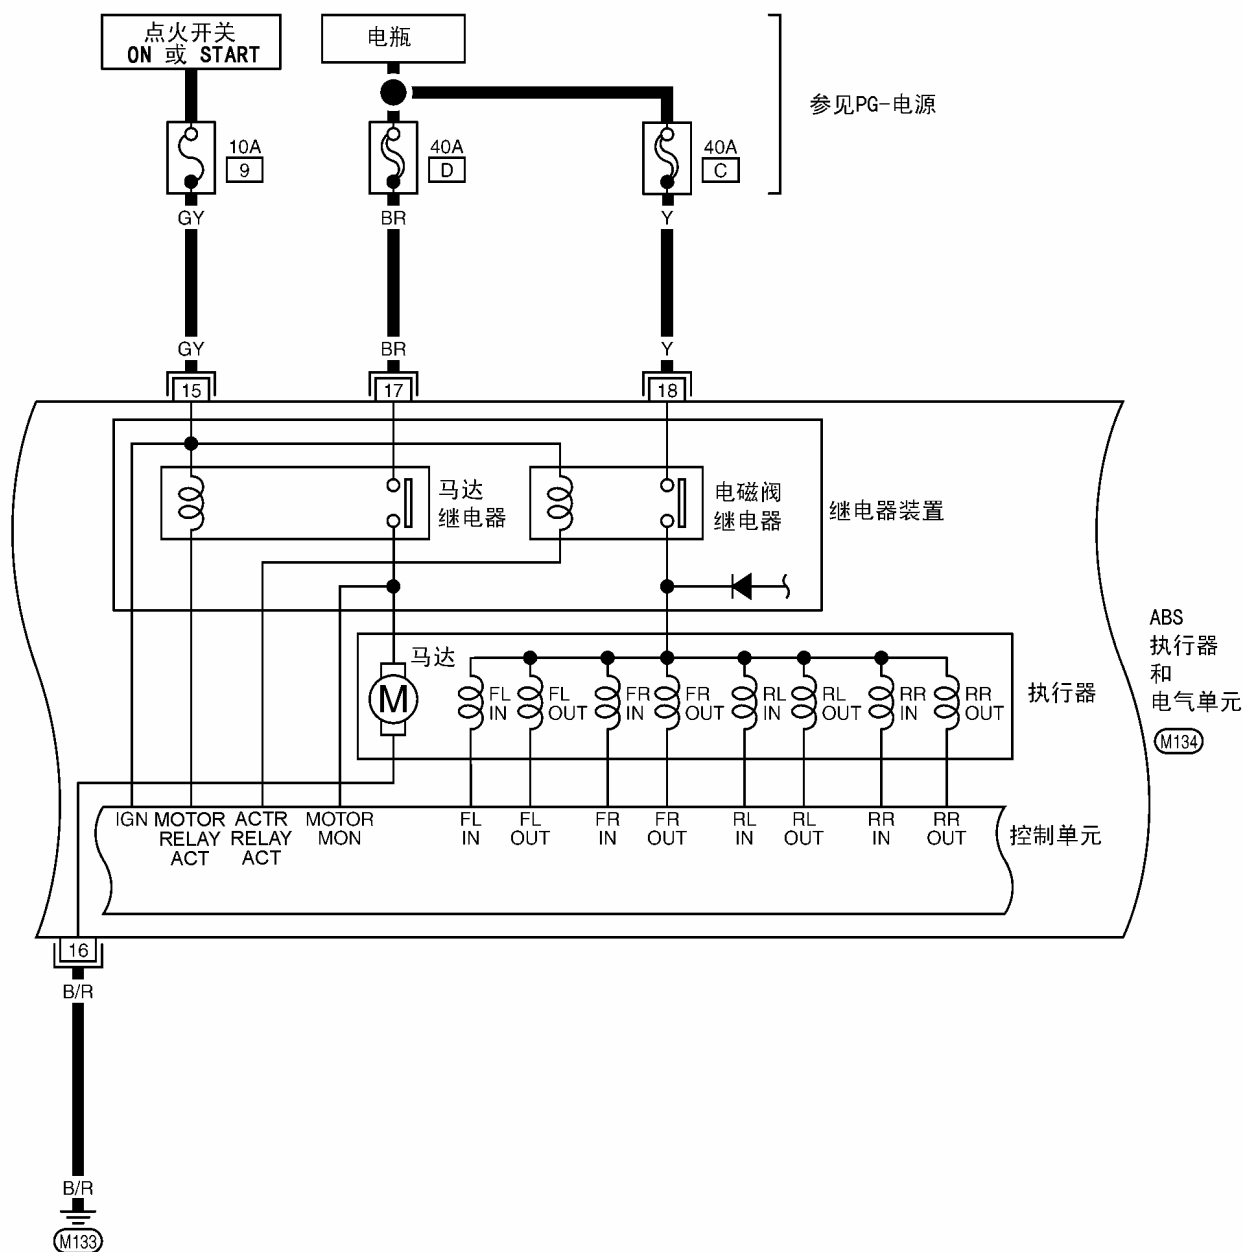 点火开关
ON 或 START
电瓶
参见PG-电源
10A
9
40A
D
40A
C
GY
BR
Y
GY
BR
Y
15
17
18
马达
继电器
电磁阀
继电器
继电器装置
ABS
执行器
和
电气单元
M134
马达
M
FL
IN
FL
OUT
FR
IN
FR
OUT
RL
IN
RL
OUT
RR
IN
RR
OUT
执行器
IGN
MOTOR
RELAY
ACT
ACTR
RELAY
ACT
MOTOR
MON
FL
IN
FL
OUT
FR
IN
FR
OUT
RL
IN
RL
OUT
RR
IN
RR
OUT
控制单元
16
B/R
B/R
M133